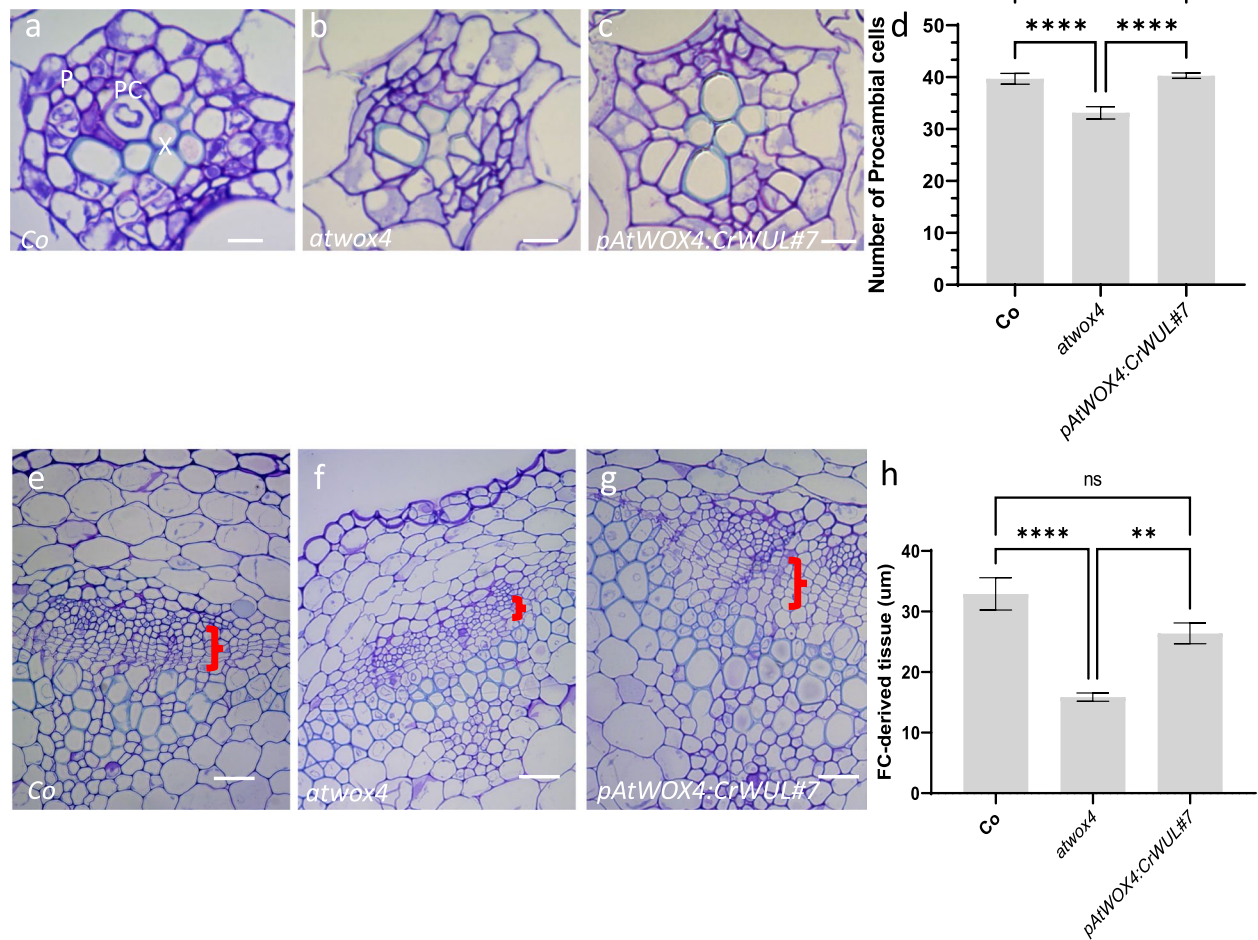 a
P
PC
X
Co
b
atwox4
c
pAtWOX4:CrWUL#7
d
Number of Procambial cells
50
40
30
20
10
0
****
****
Co
atwox4
pAtWOX4:CrWUL#7
e
Co
f
atwox4
g
pAtWOX4:CrWUL#7
h
FC-derived tissue (um)
40
30
20
10
0
ns
****
**
Co
atwox4
pAtWOX4:CrWUL#7